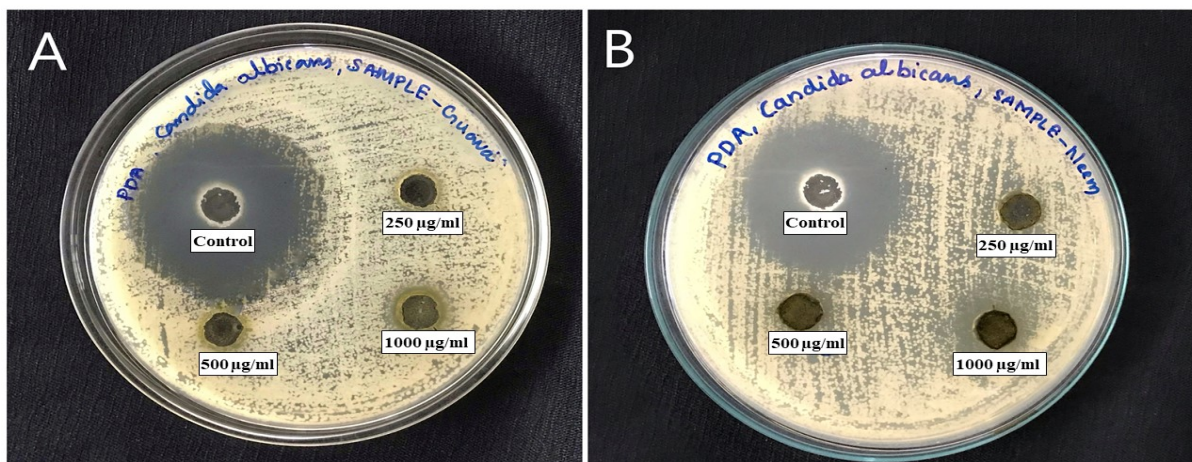 A
PDA, Candida albicans, SAMPLE-Guava
Control
250 µg/ml
500 µg/ml
1000 µg/ml
B
PDA, Candida albicans, SAMPLE-Neem
Control
250 µg/ml
500 µg/ml
1000 µg/ml